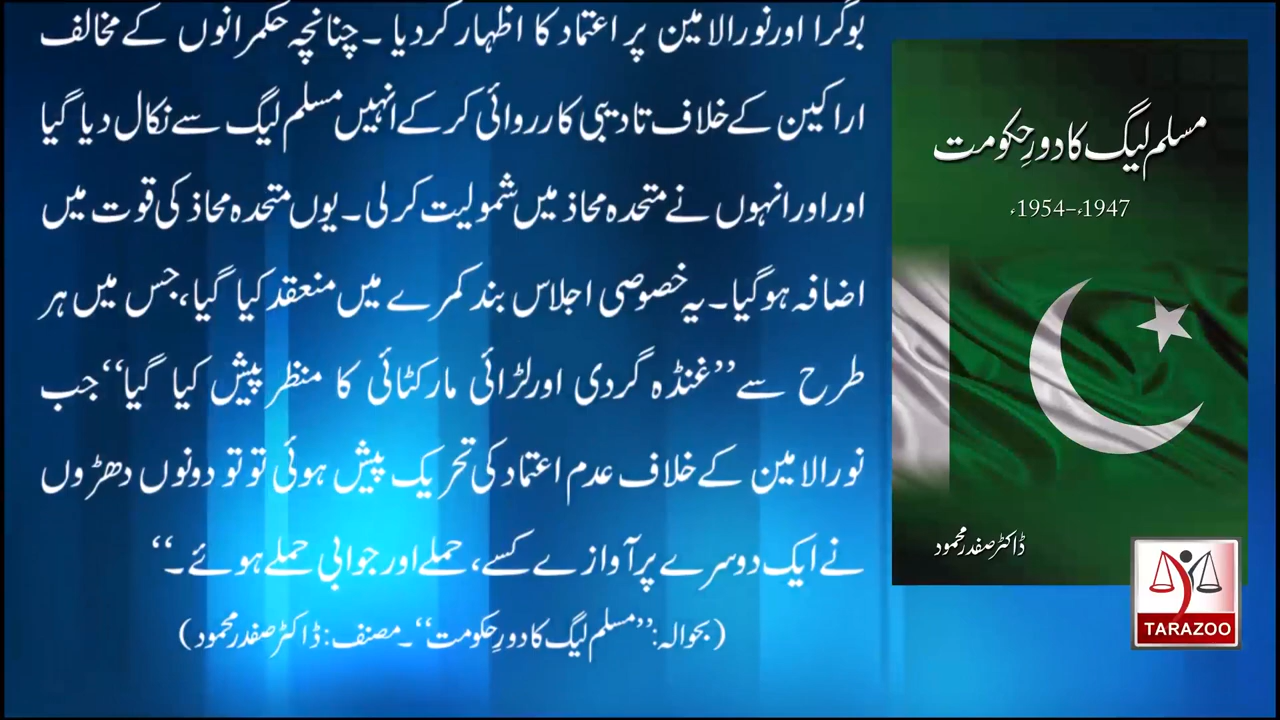 بوگرا اور نورالامین پر اعتماد کا اظہار کردیا ۔ چنانچہ حکمرانوں کے مخالف
اراکین کے خلاف تادیبی کارروائی کر کے انہیں مسلم لیگ سے نکال دیا گیا
اور اور انہوں نے متحدہ محاذ میں شمولیت کر لی۔ یوں متحدہ محاذ کی قوت میں
اضافہ ہوگیا۔ یہ خصوصی اجلاس بند کمرے میں منعقد کیا گیا، جس میں ہر
طرح سے ’’غنڈہ گردی اور لڑائی مارکٹائی کا منظر پیش کیا گیا‘‘ جب
نورالامین کے خلاف عدم اعتماد کی تحریک پیش ہوئی تو تو دونوں دھڑوں
نے ایک دوسرے پر آوازے کسے، حملے اور جوابی حملے ہوئے۔‘‘
(بحوالہ: ’’مسلم لیگ کا دورِ حکومت‘‘۔ مصنف: ڈاکٹر صفدر محمود)
مسلم لیگ کا دورِ حکومت
1947ء–1954ء
ڈاکٹر صفدر محمود
TARAZOO